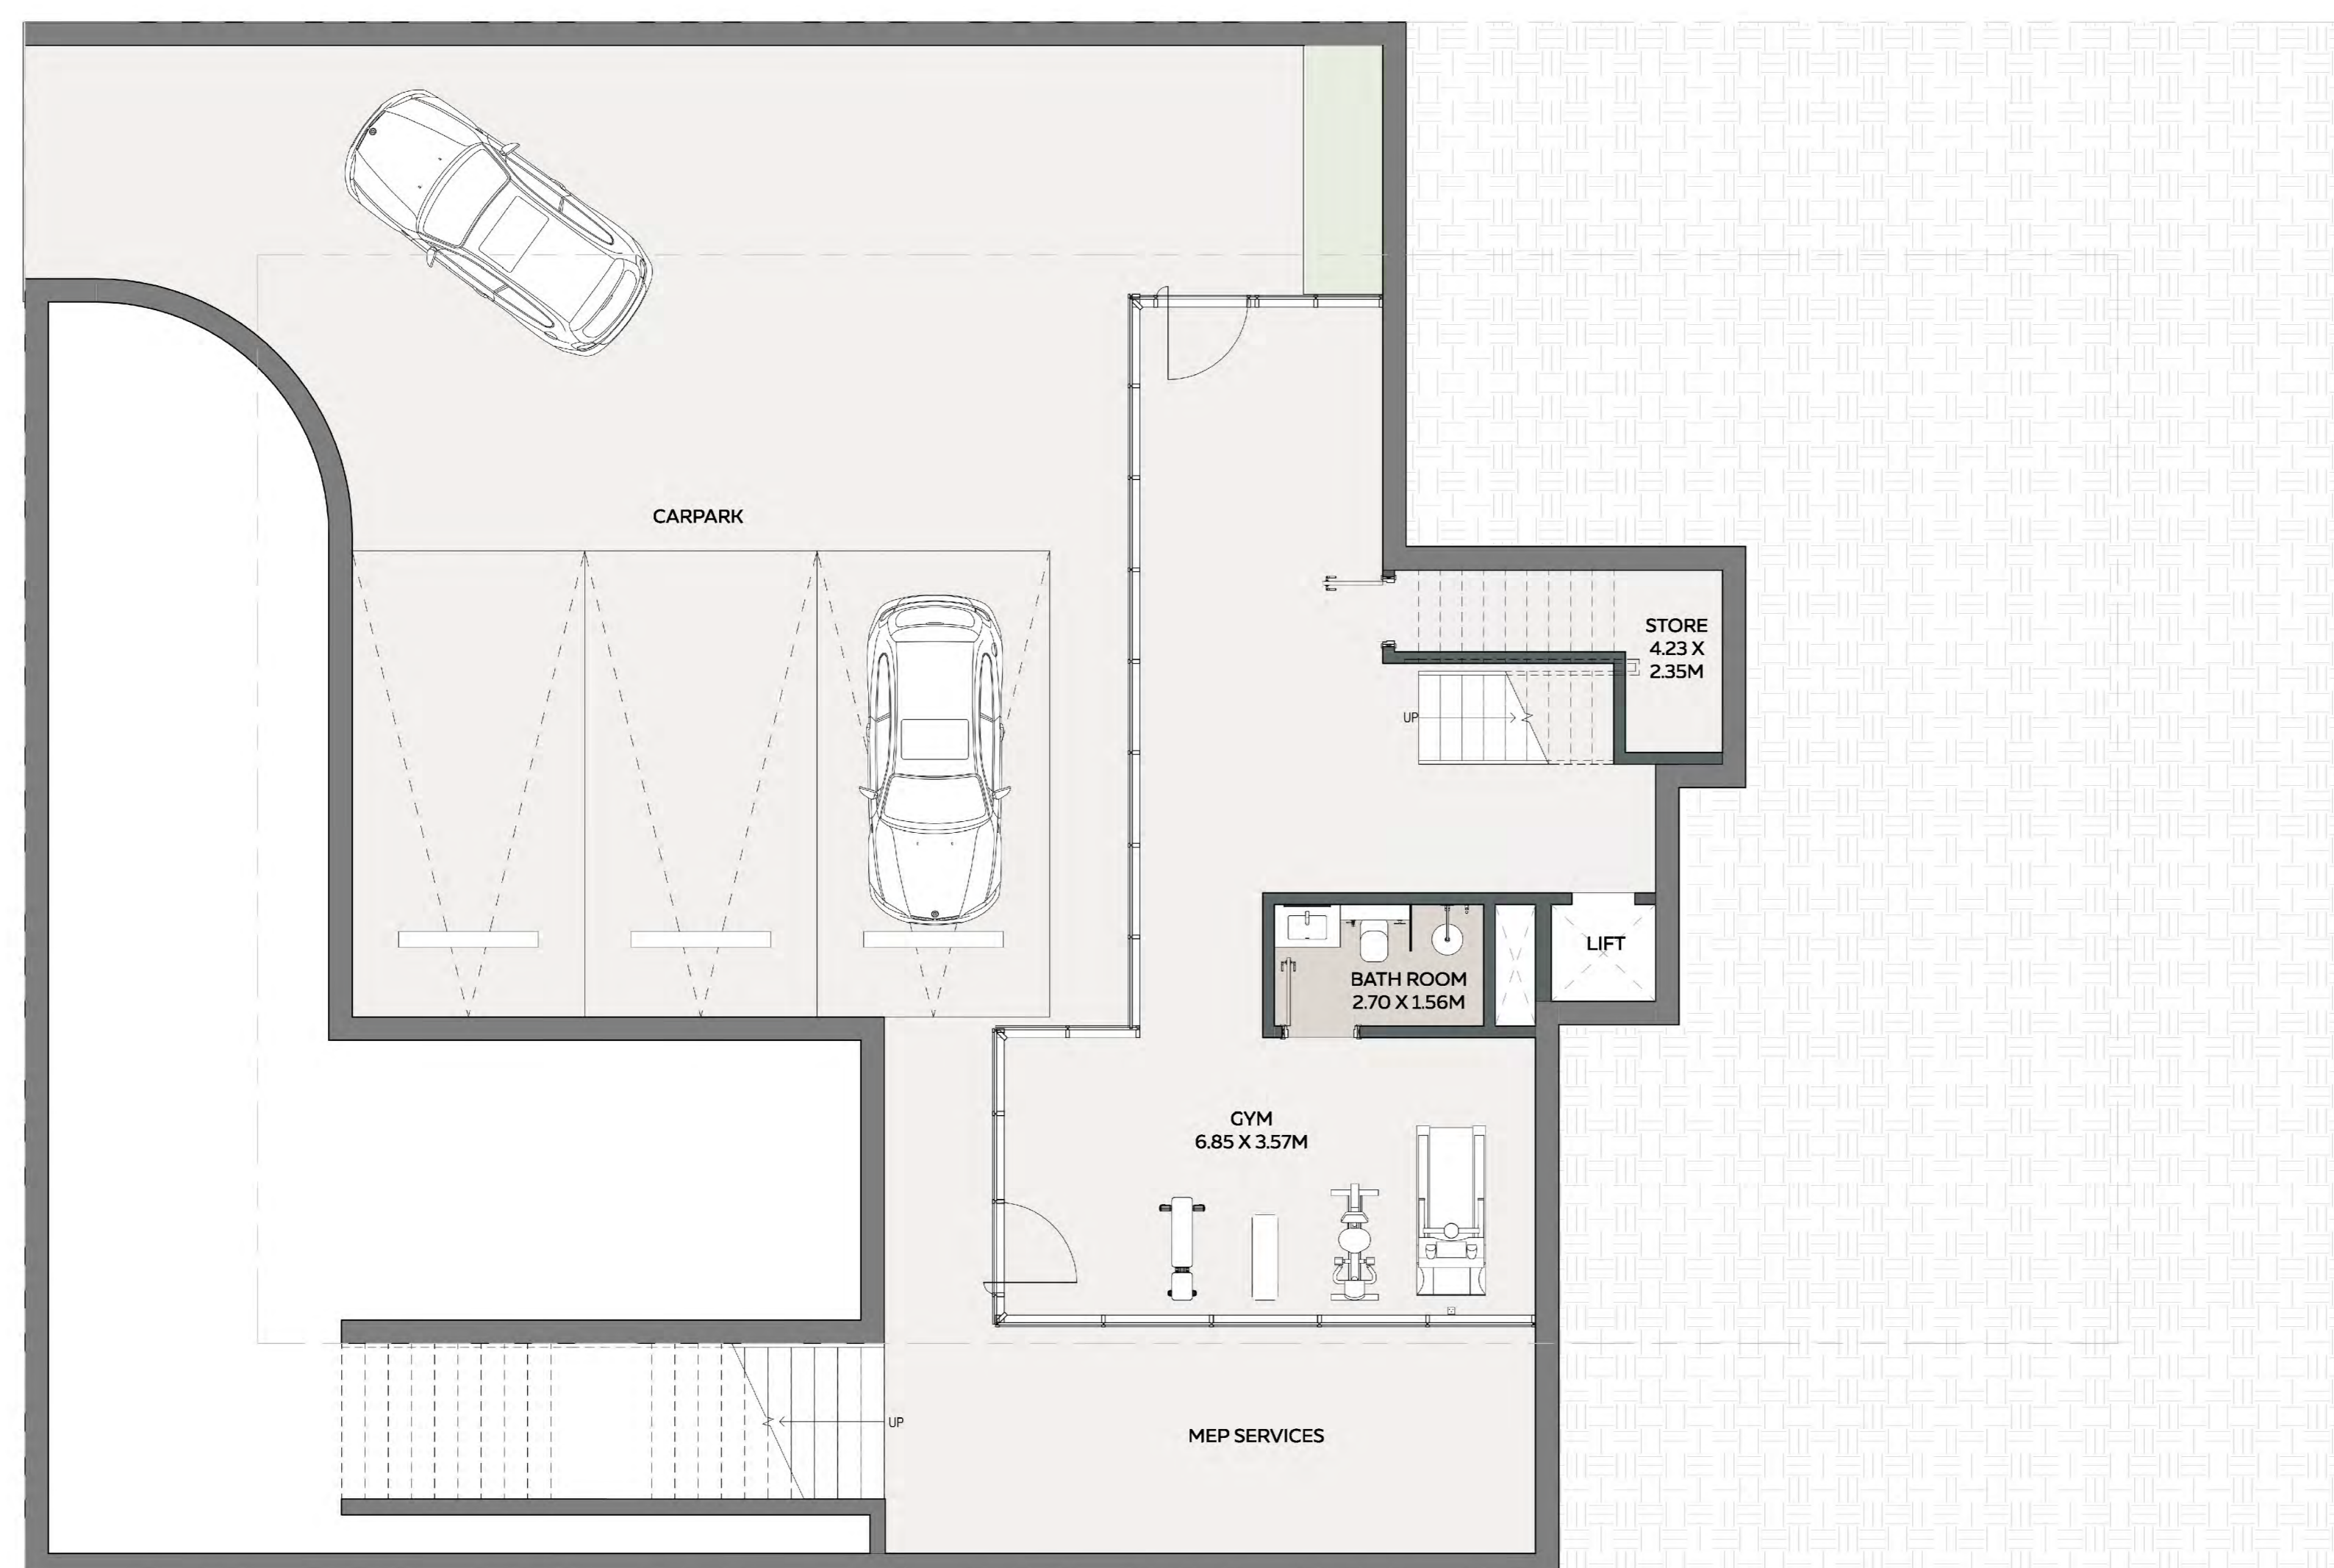 CARPARK
STORE
4.23 X
2.35M
UP
LIFT
BATH ROOM
2.70 X 1.56M
GYM
6.85 X 3.57M
UP
MEP SERVICES